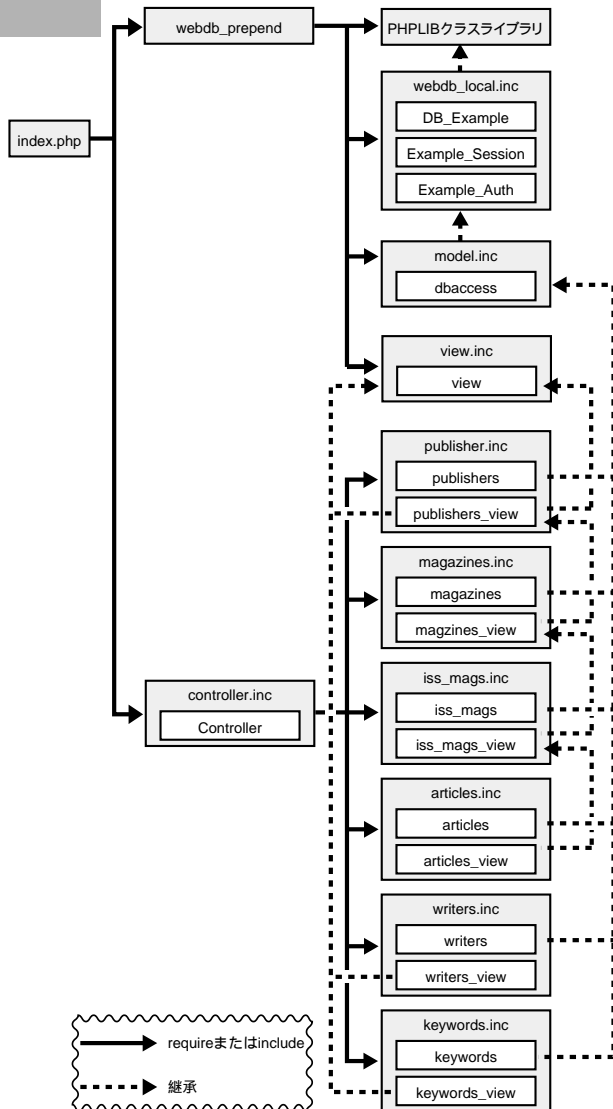 webdb_prepend
PHPLIBクラスライブラリ
webdb_local.inc
DB_Example
Example_Session
Example_Auth
index.php
model.inc
dbaccess
view.inc
view
publisher.inc
publishers
publishers_view
magazines.inc
magazines
magzines_view
controller.inc
Controller
iss_mags.inc
iss_mags
iss_mags_view
articles.inc
articles
articles_view
writers.inc
writers
writers_view
keywords.inc
keywords
keywords_view
requireまたはinclude
継承